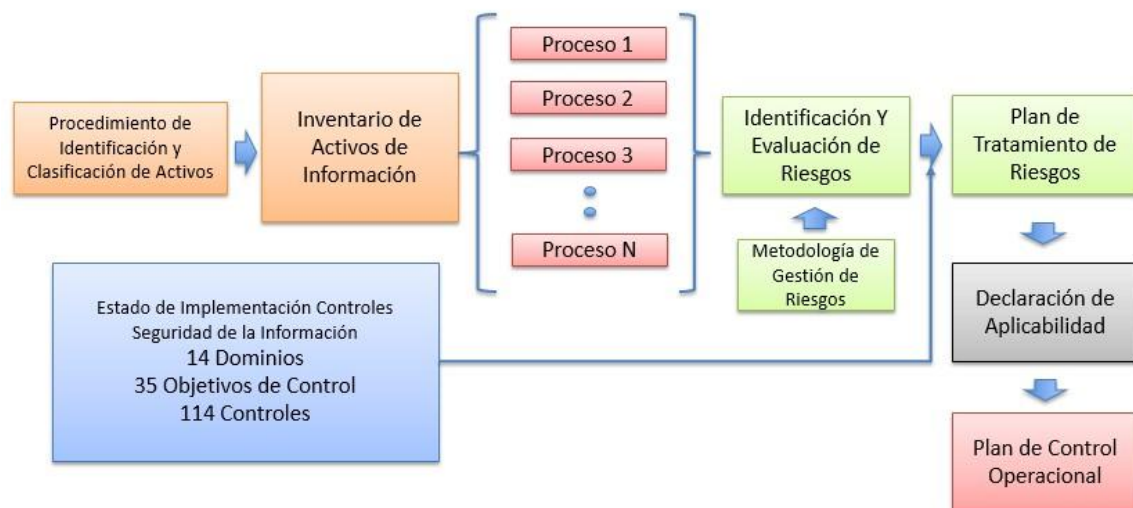 Procedimiento de
Identificación y
Clasificación de Activos
Inventario de
Activos de
Información
Proceso 1
Proceso 2
Proceso 3
Proceso N
Identificación Y
Evaluación de
Riesgos
Metodología de
Gestión de
Riesgos
Plan de
Tratamiento de
Riesgos
Declaración de
Aplicabilidad
Plan de Control
Operacional
Estado de Implementación Controles
Seguridad de la Información
14 Dominios
35 Objetivos de Control
114 Controles